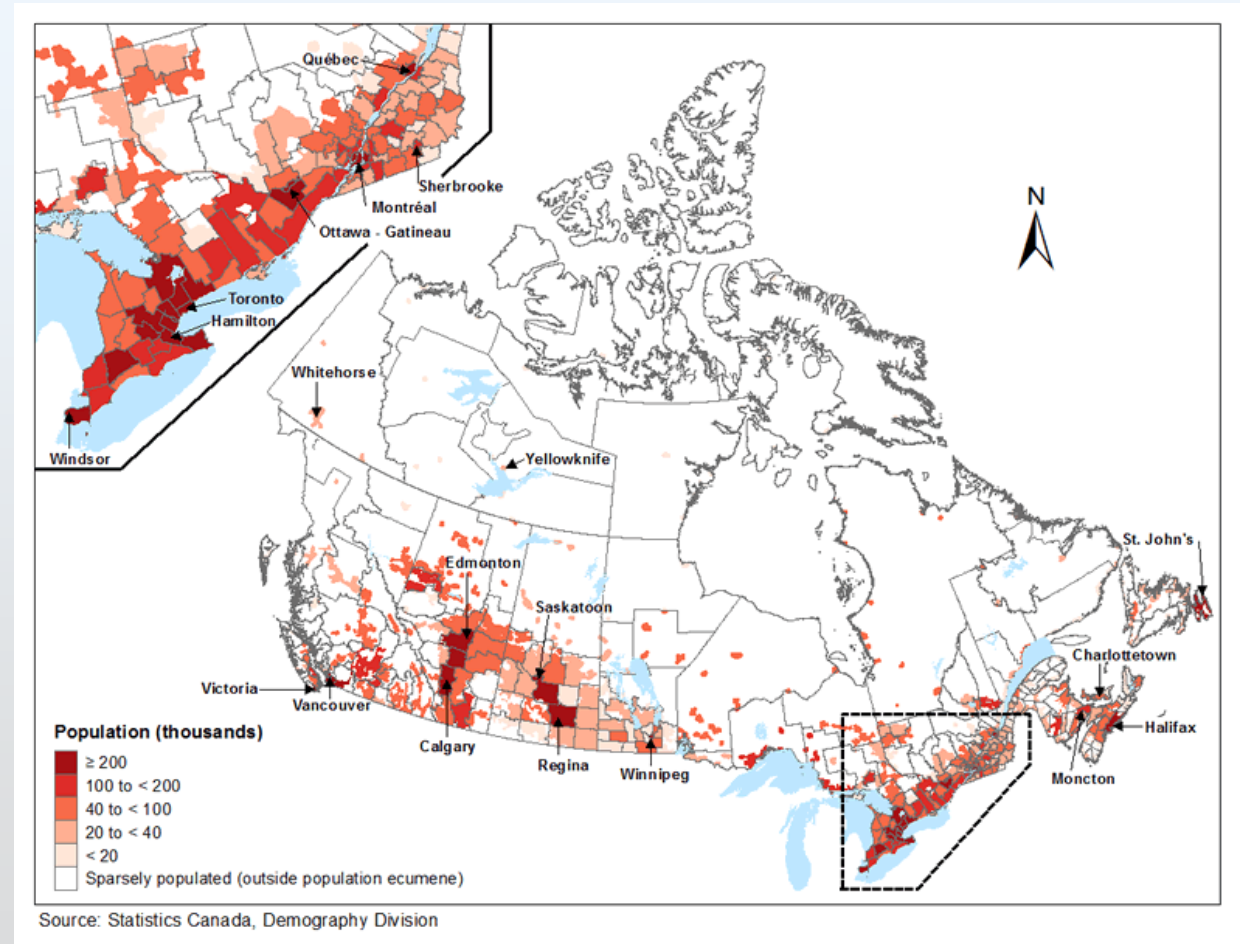 Québec
Sherbrooke
Montréal
Ottawa - Gatineau
Toronto
Hamilton
Windsor
N
Whitehorse
Yellowknife
St. John's
Edmonton
Saskatoon
Charlottetown
Victoria
Vancouver
Halifax
Calgary
Regina
Winnipeg
Moncton
Population (thousands)
≥ 200
100 to < 200
40 to < 100
20 to < 40
< 20
Sparsely populated (outside population ecumene)
Source: Statistics Canada, Demography Division